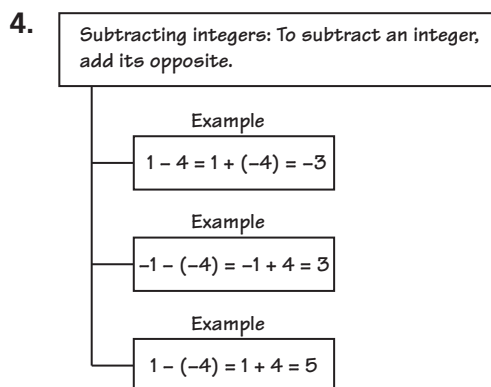 4.
Subtracting integers: To subtract an integer,
add its opposite.
Example
1 – 4 = 1 + (–4) = –3
Example
–1 – (–4) = –1 + 4 = 3
Example
1 – (–4) = 1 + 4 = 5